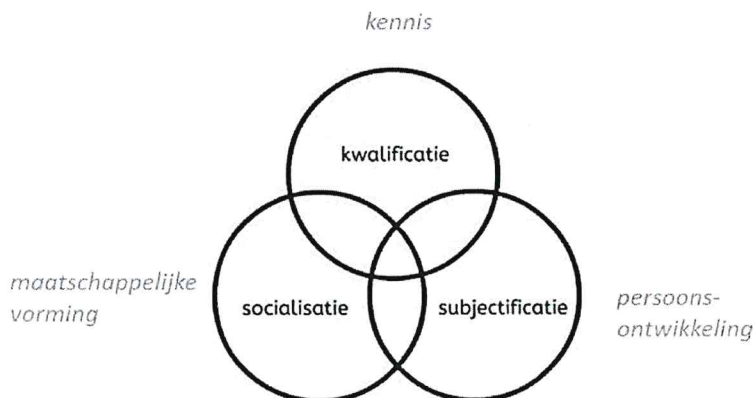 kennis
kwalificatie
maatschappelijke
vorming
socialisatie
subjectificatie
persoons-
ontwikkeling